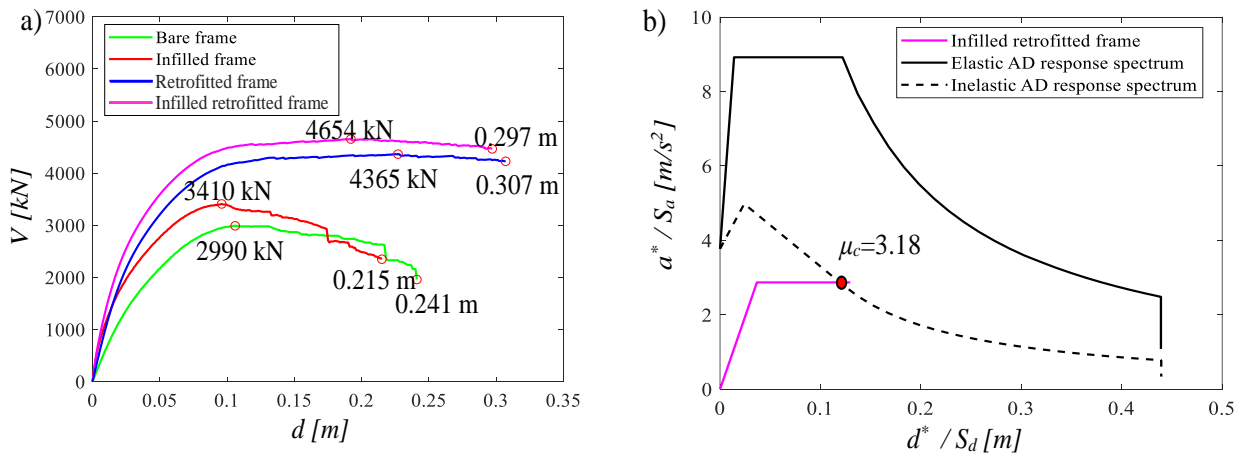 a)
V [kN]
7000
6000
5000
4000
3000
2000
1000
0
Bare frame
Infilled frame
Retrofitted frame
Infilled retrofitted frame
4654 kN
0.297 m
4365 kN
0.307 m
3410 kN
2990 kN
0.215 m
0.241 m
0 0.05 0.1 0.15 0.2 0.25 0.3 0.35
d [m]
b)
a* / Sa [m/s²]
10
8
6
4
2
0
Infilled retrofitted frame
Elastic AD response spectrum
Inelastic AD response spectrum
μc=3.18
0 0.1 0.2 0.3 0.4 0.5
d* / Sd [m]